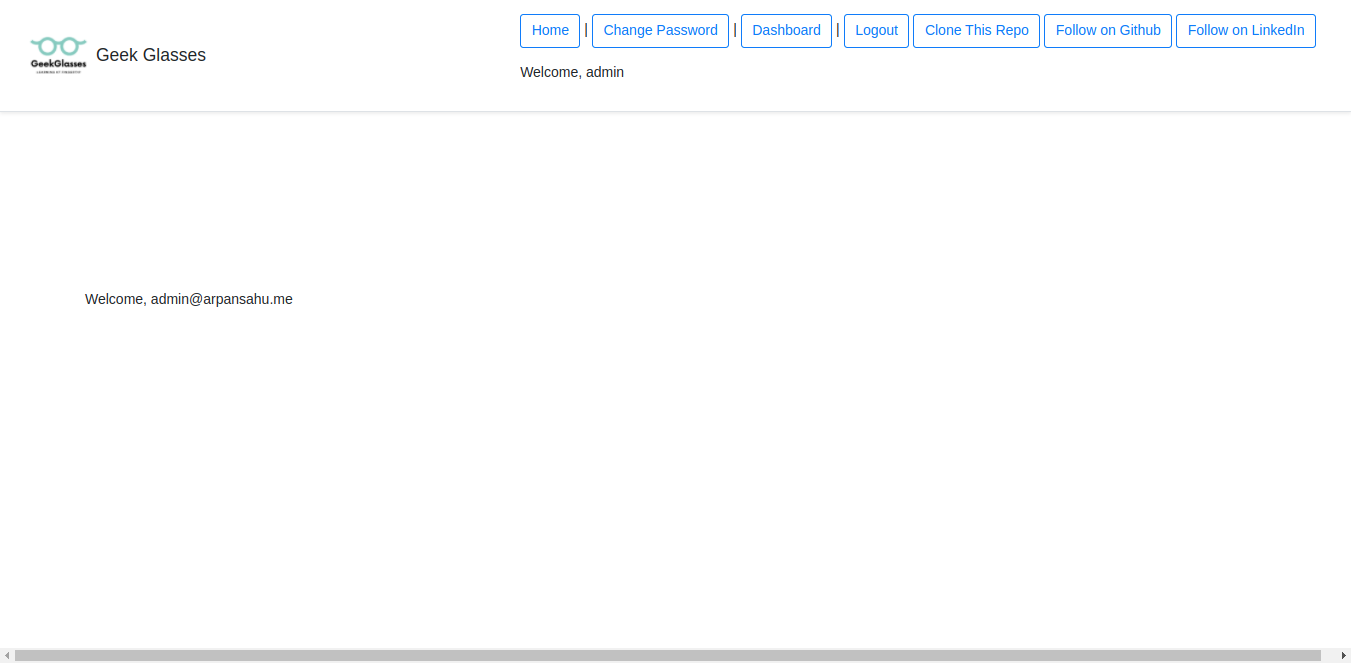 GeekGlasses
Geek Glasses
Home | Change Password | Dashboard | Logout Clone This Repo Follow on Github Follow on LinkedIn
Welcome, admin
Welcome, admin@arpansahu.me